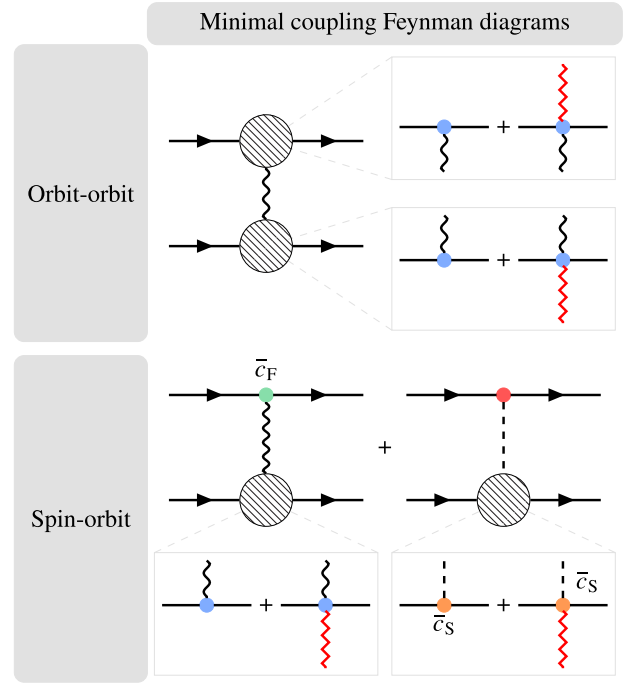 Minimal coupling Feynman diagrams
Orbit-orbit
+
+
Spin-orbit
c̅F
+
+
+
c̅S
c̅S